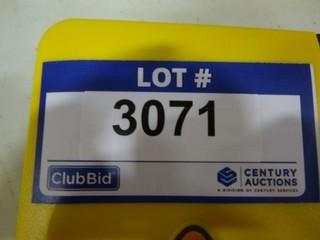 LOT #
3071
ClubBid
CENTURY
AUCTIONS
A DIVISION OF CENTURY SERVICES